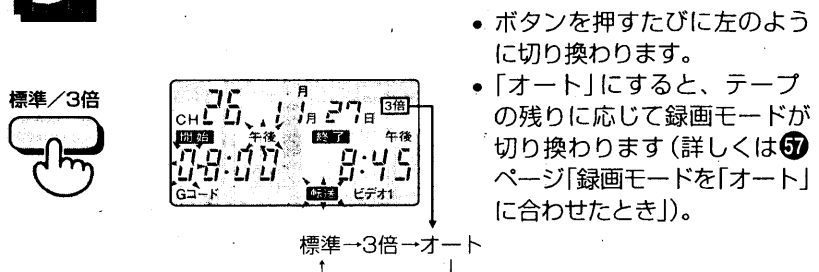 標準／3倍
月
CH 26 11月27日 3倍
開始 午後 終了 午後
08:00 9:45
Gコード 転送 ビデオ1
標準→3倍→オート
• ボタンを押すたびに左のよう
に切り換わります。
• 「オート」にすると、テープ
の残りに応じて録画モードが
切り換わります（詳しくは57
ページ「録画モードを「オート」
に合わせたとき」）。